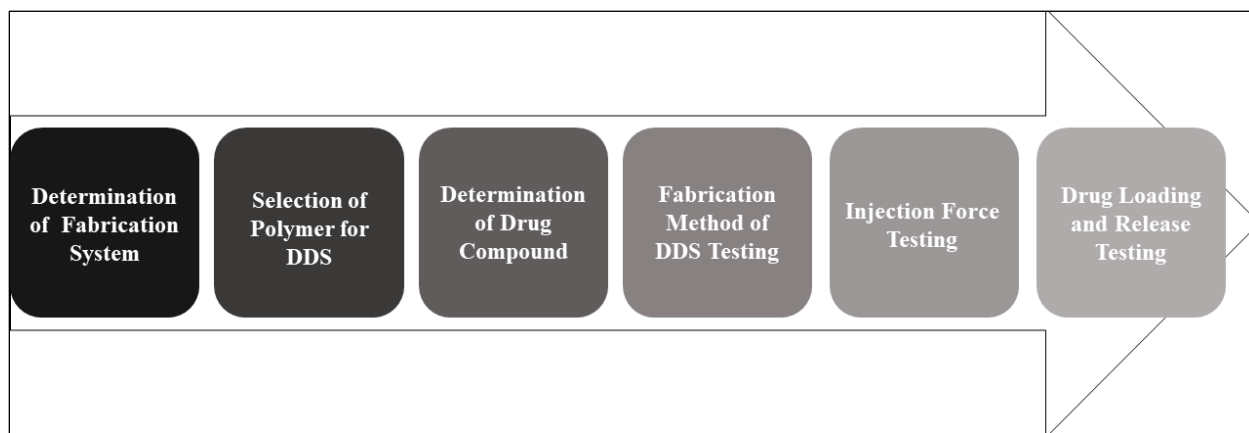 Determination
of  Fabrication
System
Selection of
Polymer for
DDS
Determination
of Drug
Compound
Fabrication
Method of
DDS Testing
Injection Force
Testing
Drug Loading
and Release
Testing